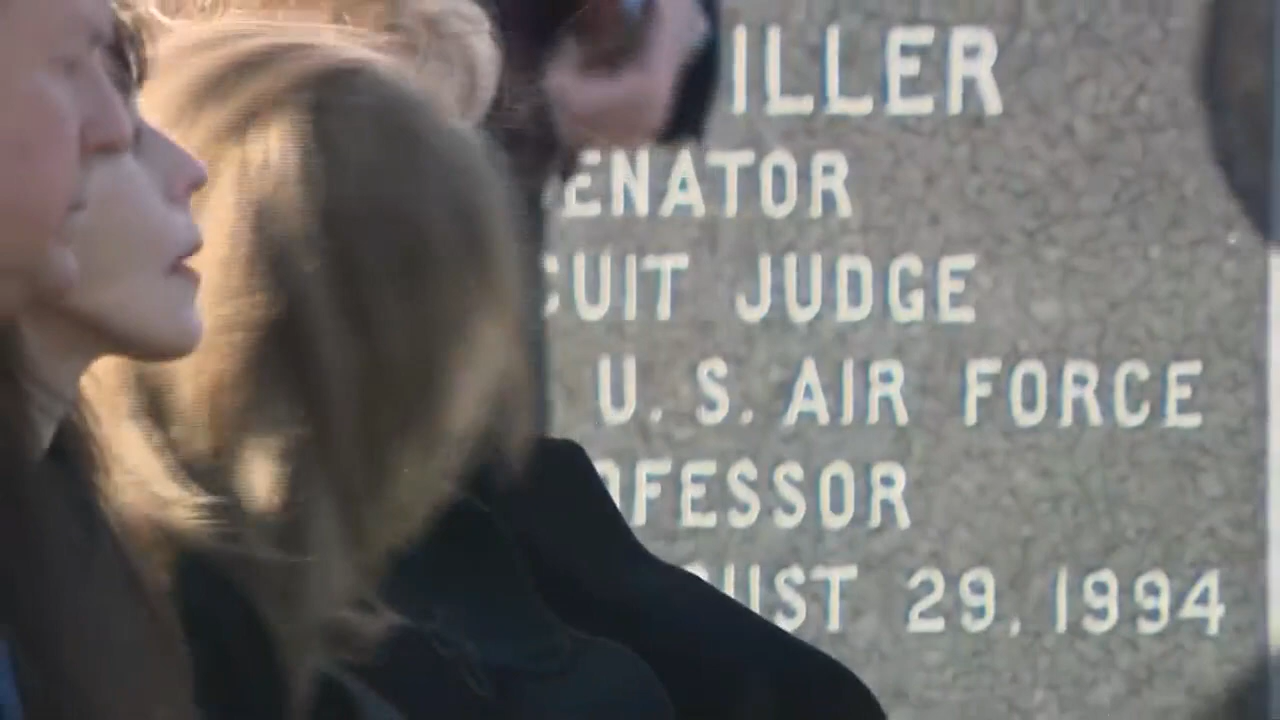 ILLER
ENATOR
CUIT JUDGE
U. S. AIR FORCE
OFESSOR
UST 29, 1994